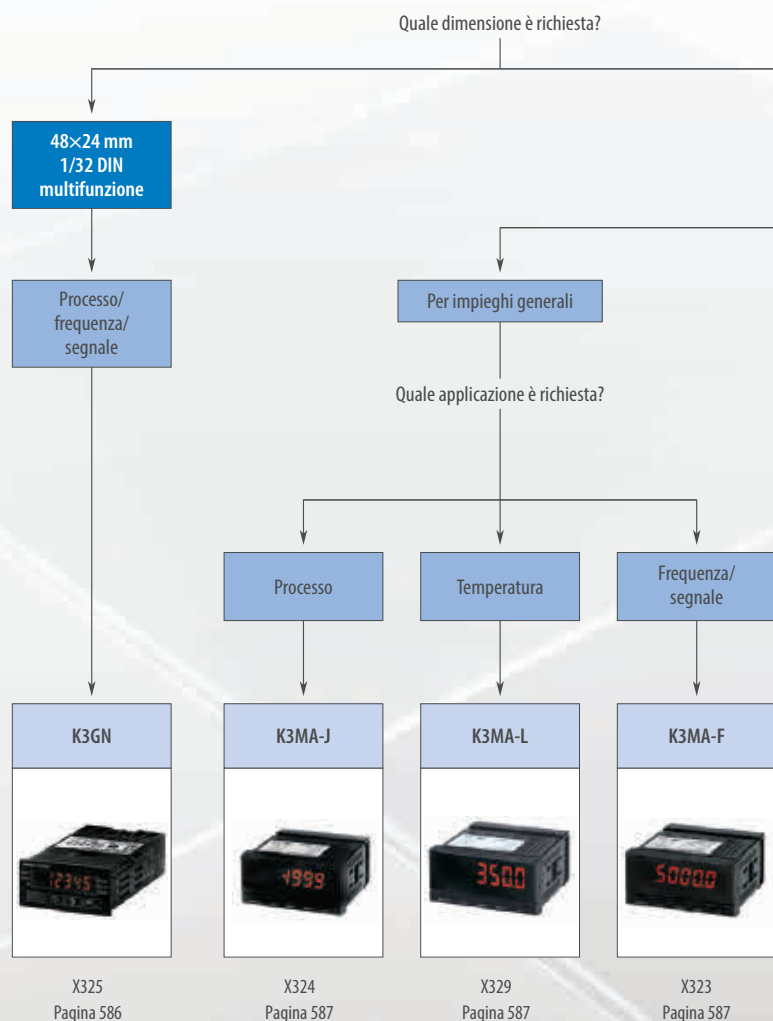 Quale dimensione è richiesta?
48×24 mm
1/32 DIN
multifunzione
Processo/
frequenza/
segnale
Per impieghi generali
Quale applicazione è richiesta?
Processo
Temperatura
Frequenza/
segnale
K3GN
K3MA-J
K3MA-L
K3MA-F
12345
1999
350.0
5000.0
X325
X324
X329
X323
Pagina 586
Pagina 587
Pagina 587
Pagina 587